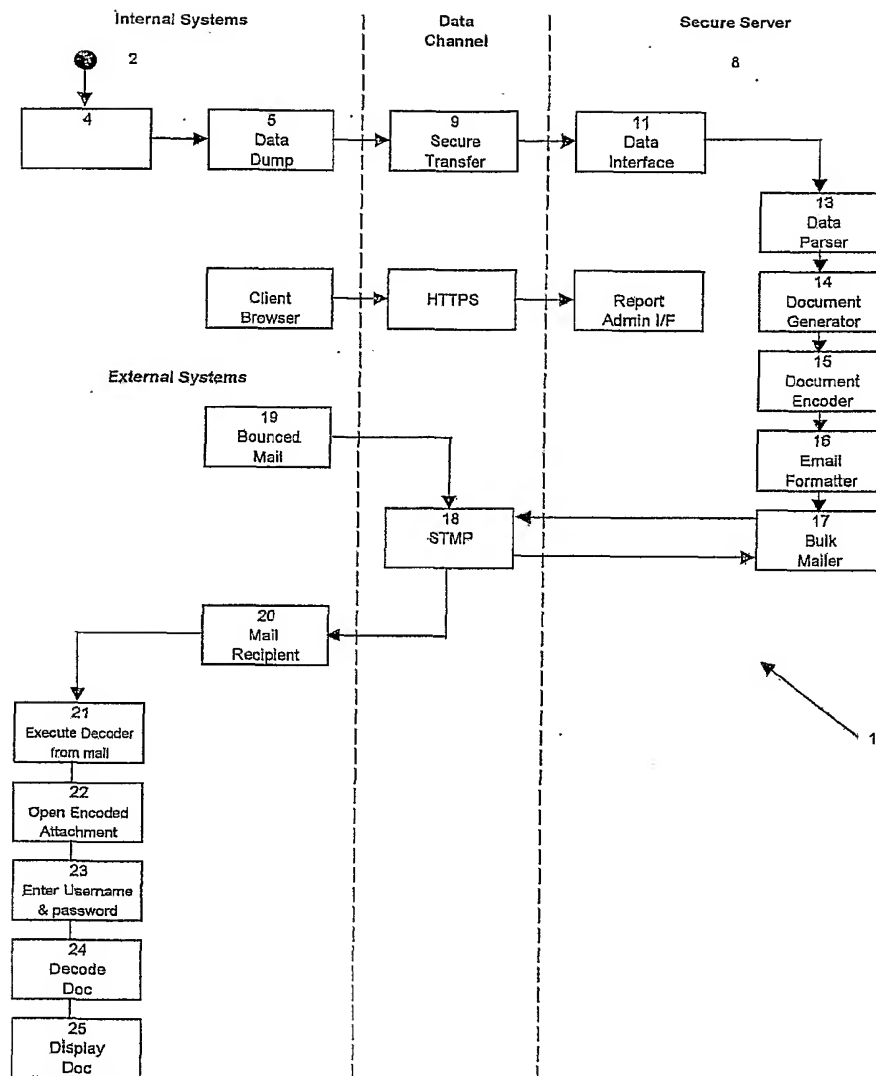 Internal Systems
Data
Channel
Secure Server
2
8
4
5
Data
Dump
9
Secure
Transfer
11
Data
Interface
13
Data
Parser
Client
Browser
HTTPS
Report
Admin I/F
14
Document
Generator
15
Document
Encoder
External Systems
19
Bounced
Mail
16
Email
Formatter
18
STMP
17
Bulk
Mailer
20
Mail
Recipient
1
21
Execute Decoder
from mail
22
Open Encoded
Attachment
23
Enter Username
& password
24
Decode
Doc
25
Display
Doc